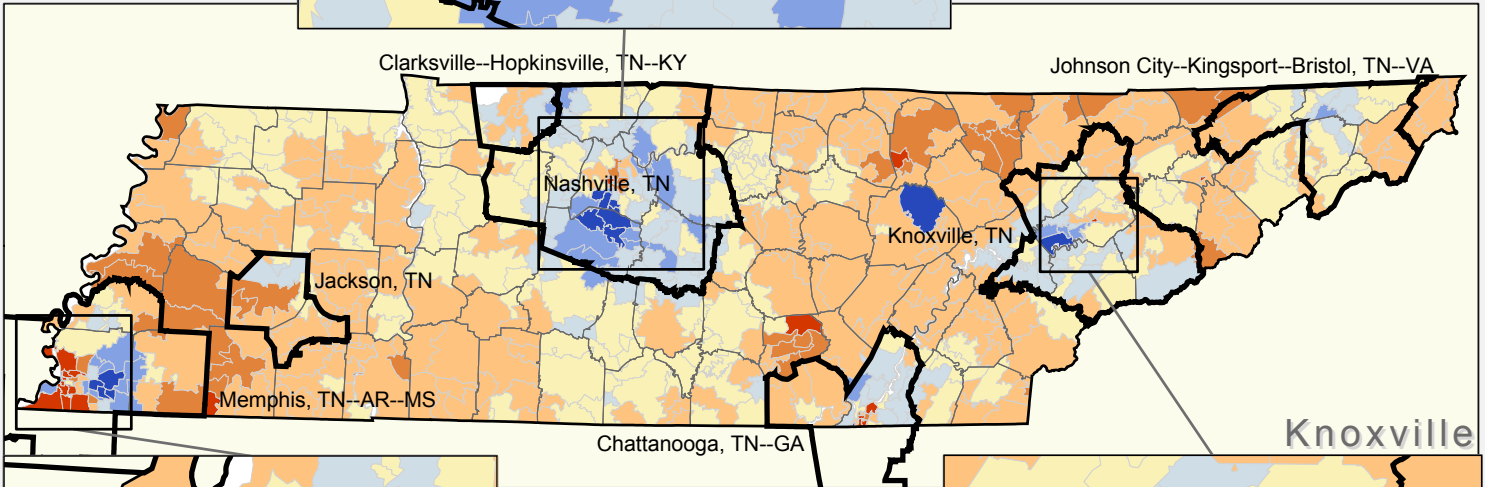 Clarksville--Hopkinsville, TN--KY
Johnson City--Kingsport--Bristol, TN--VA
Nashville, TN
Knoxville, TN
Jackson, TN
Memphis, TN--AR--MS
Chattanooga, TN--GA
Knoxville